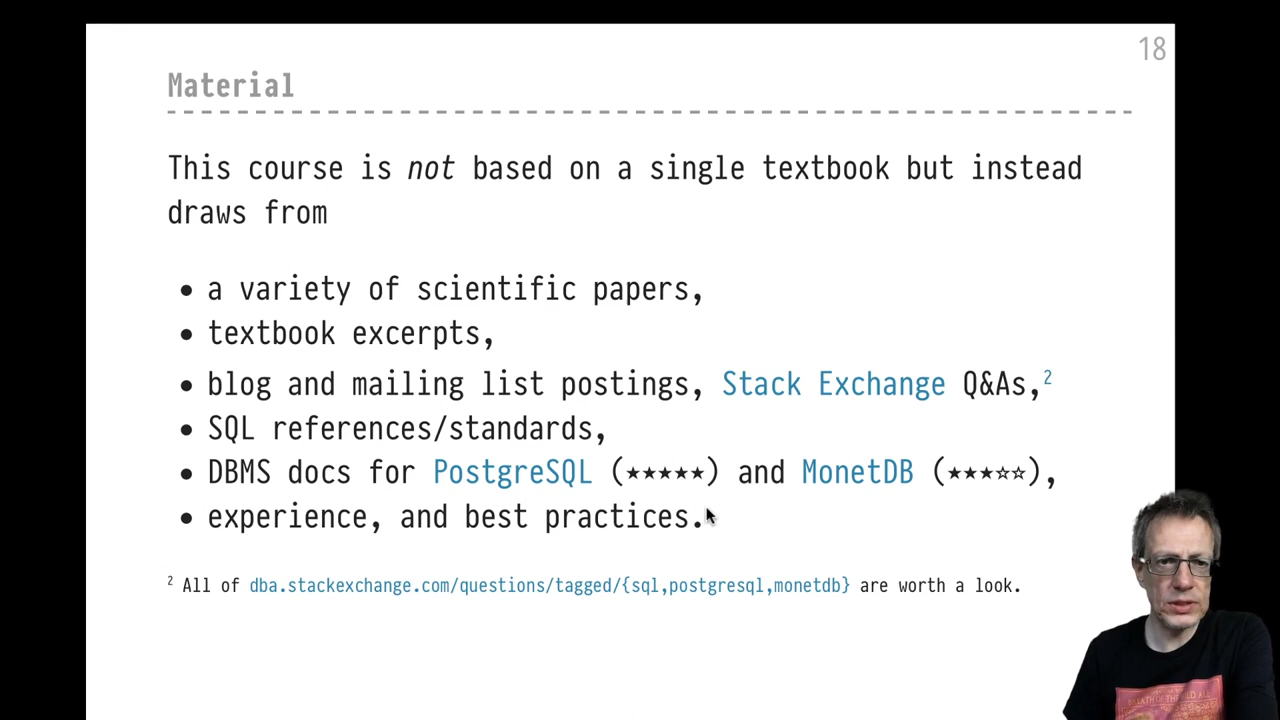 18
Material
This course is not based on a single textbook but instead
draws from
• a variety of scientific papers,
• textbook excerpts,
• blog and mailing list postings, Stack Exchange Q&As,²
• SQL references/standards,
• DBMS docs for PostgreSQL (★★★★★) and MonetDB (★★★☆☆),
• experience, and best practices.
² All of dba.stackexchange.com/questions/tagged/{sql,postgresql,monetdb} are worth a look.